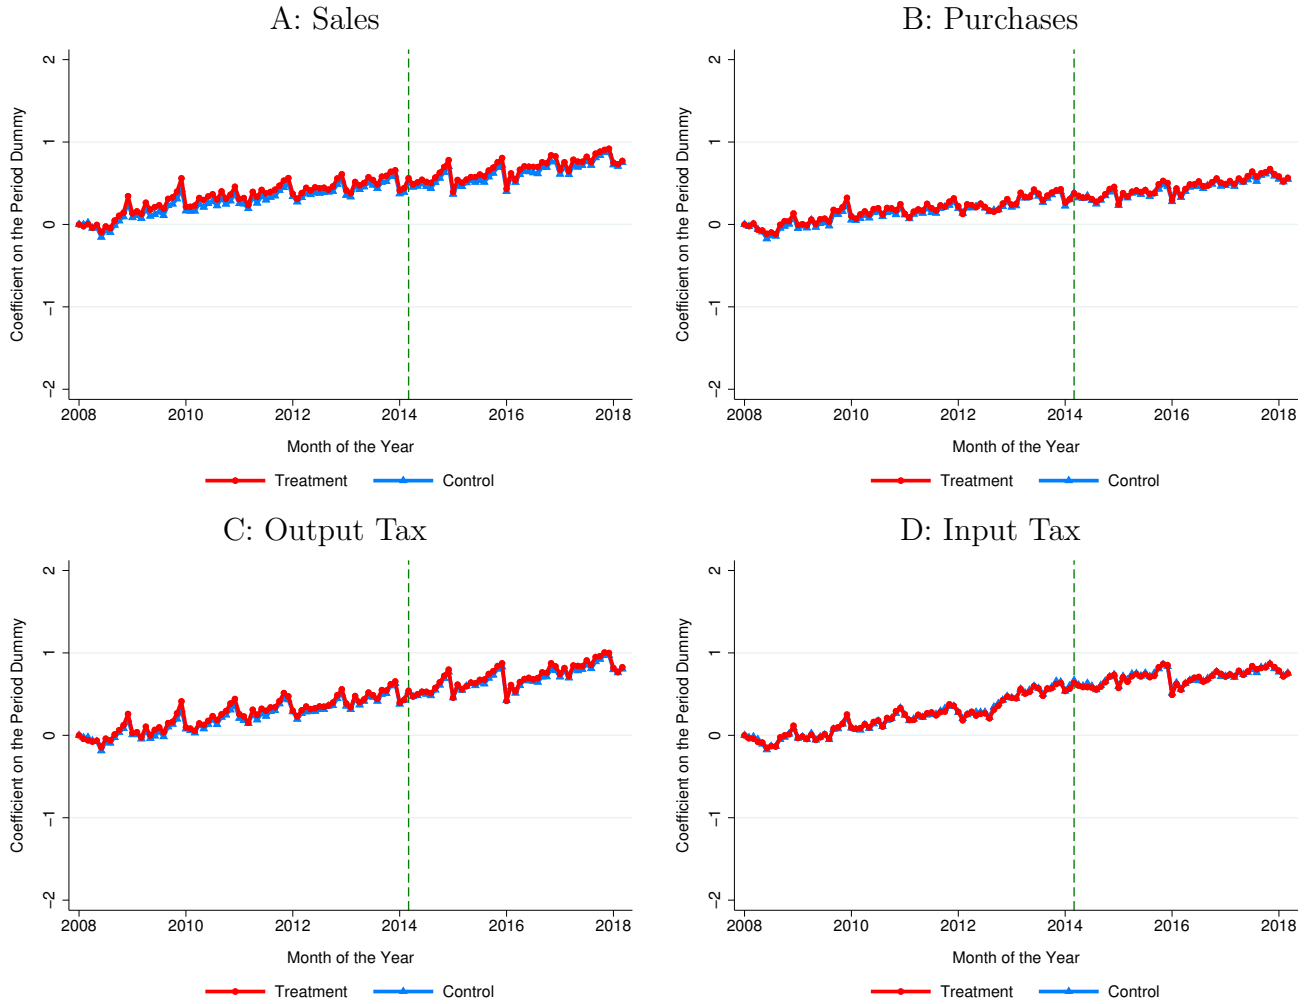 A: Sales
Coefficient on the Period Dummy
2
1
0
−1
−2
2008 2010 2012 2014 2016 2018
Month of the Year
Treatment Control
B: Purchases
Coefficient on the Period Dummy
2
1
0
−1
−2
2008 2010 2012 2014 2016 2018
Month of the Year
Treatment Control
C: Output Tax
Coefficient on the Period Dummy
2
1
0
−1
−2
2008 2010 2012 2014 2016 2018
Month of the Year
Treatment Control
D: Input Tax
Coefficient on the Period Dummy
2
1
0
−1
−2
2008 2010 2012 2014 2016 2018
Month of the Year
Treatment Control